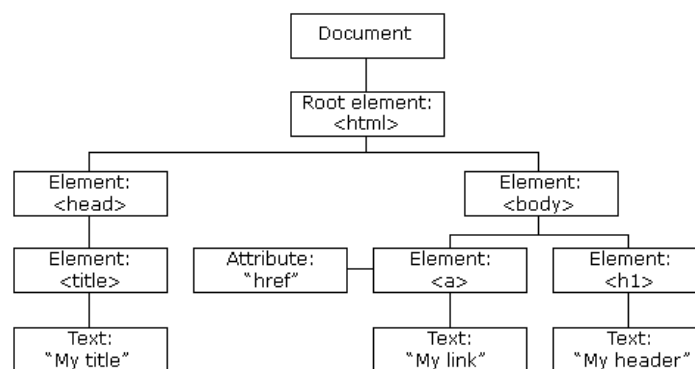 Document
Root element:
<html>
Element:
<head>
Element:
<body>
Element:
<title>
Attribute:
“href”
Element:
<a>
Element:
<h1>
Text:
“My title”
Text:
“My link”
Text:
“My header”